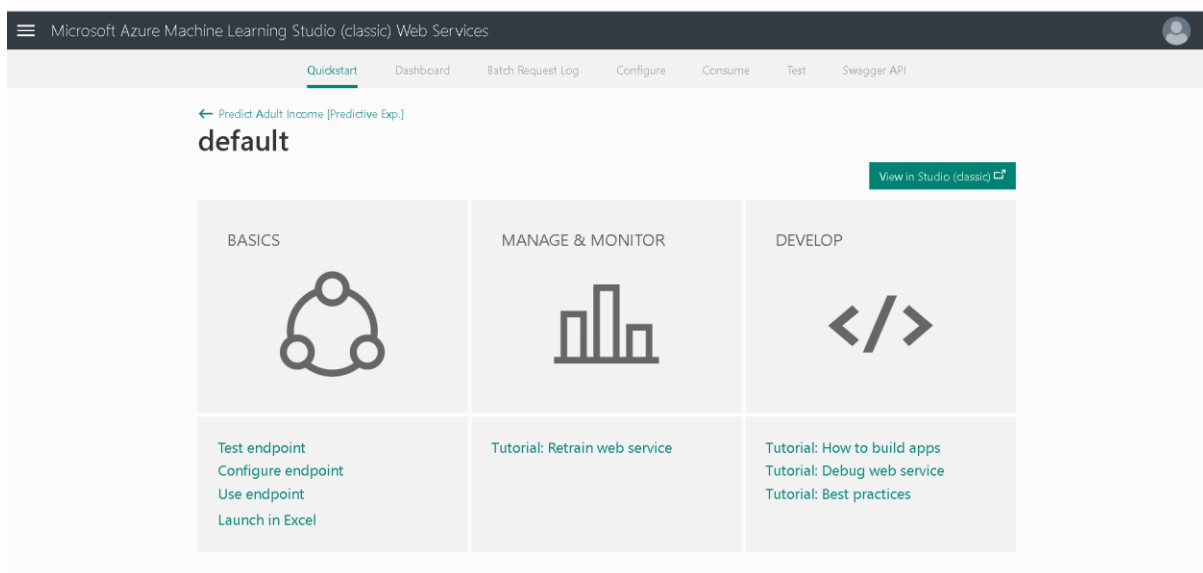 Microsoft Azure Machine Learning Studio (classic) Web Services
Quickstart Dashboard Batch Request Log Configure Consume Test Swagger API
Predict Adult Income [Predictive Exp.]
default
View in Studio (classic)
BASICS
MANAGE & MONITOR
DEVELOP
Test endpoint
Configure endpoint
Use endpoint
Launch in Excel
Tutorial: Retrain web service
Tutorial: How to build apps
Tutorial: Debug web service
Tutorial: Best practices